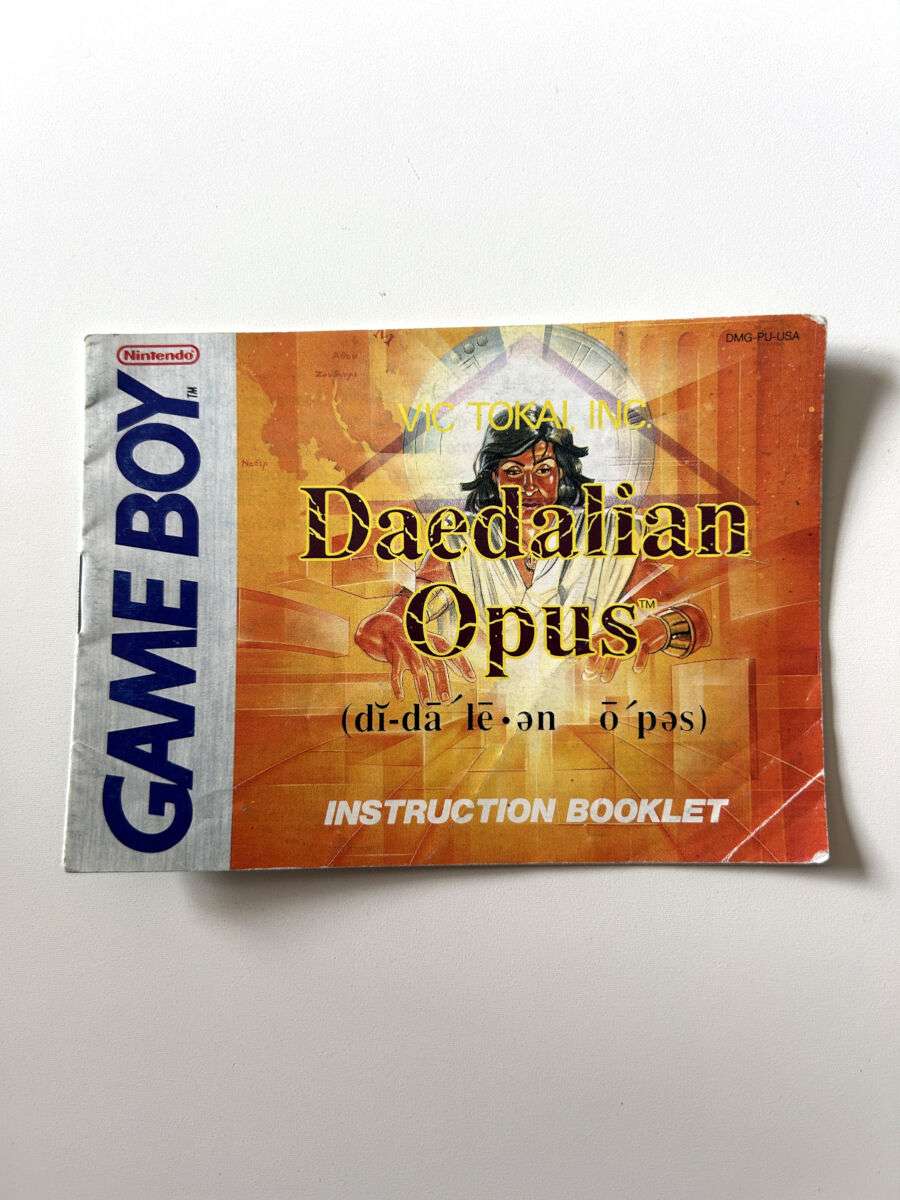 Nintendo
GAME BOY™
DMG-PU-USA
VIC TOKAI, INC.
Daedalian
Opus™
(dĭ-dā´lē·ən ō´pəs)
INSTRUCTION BOOKLET